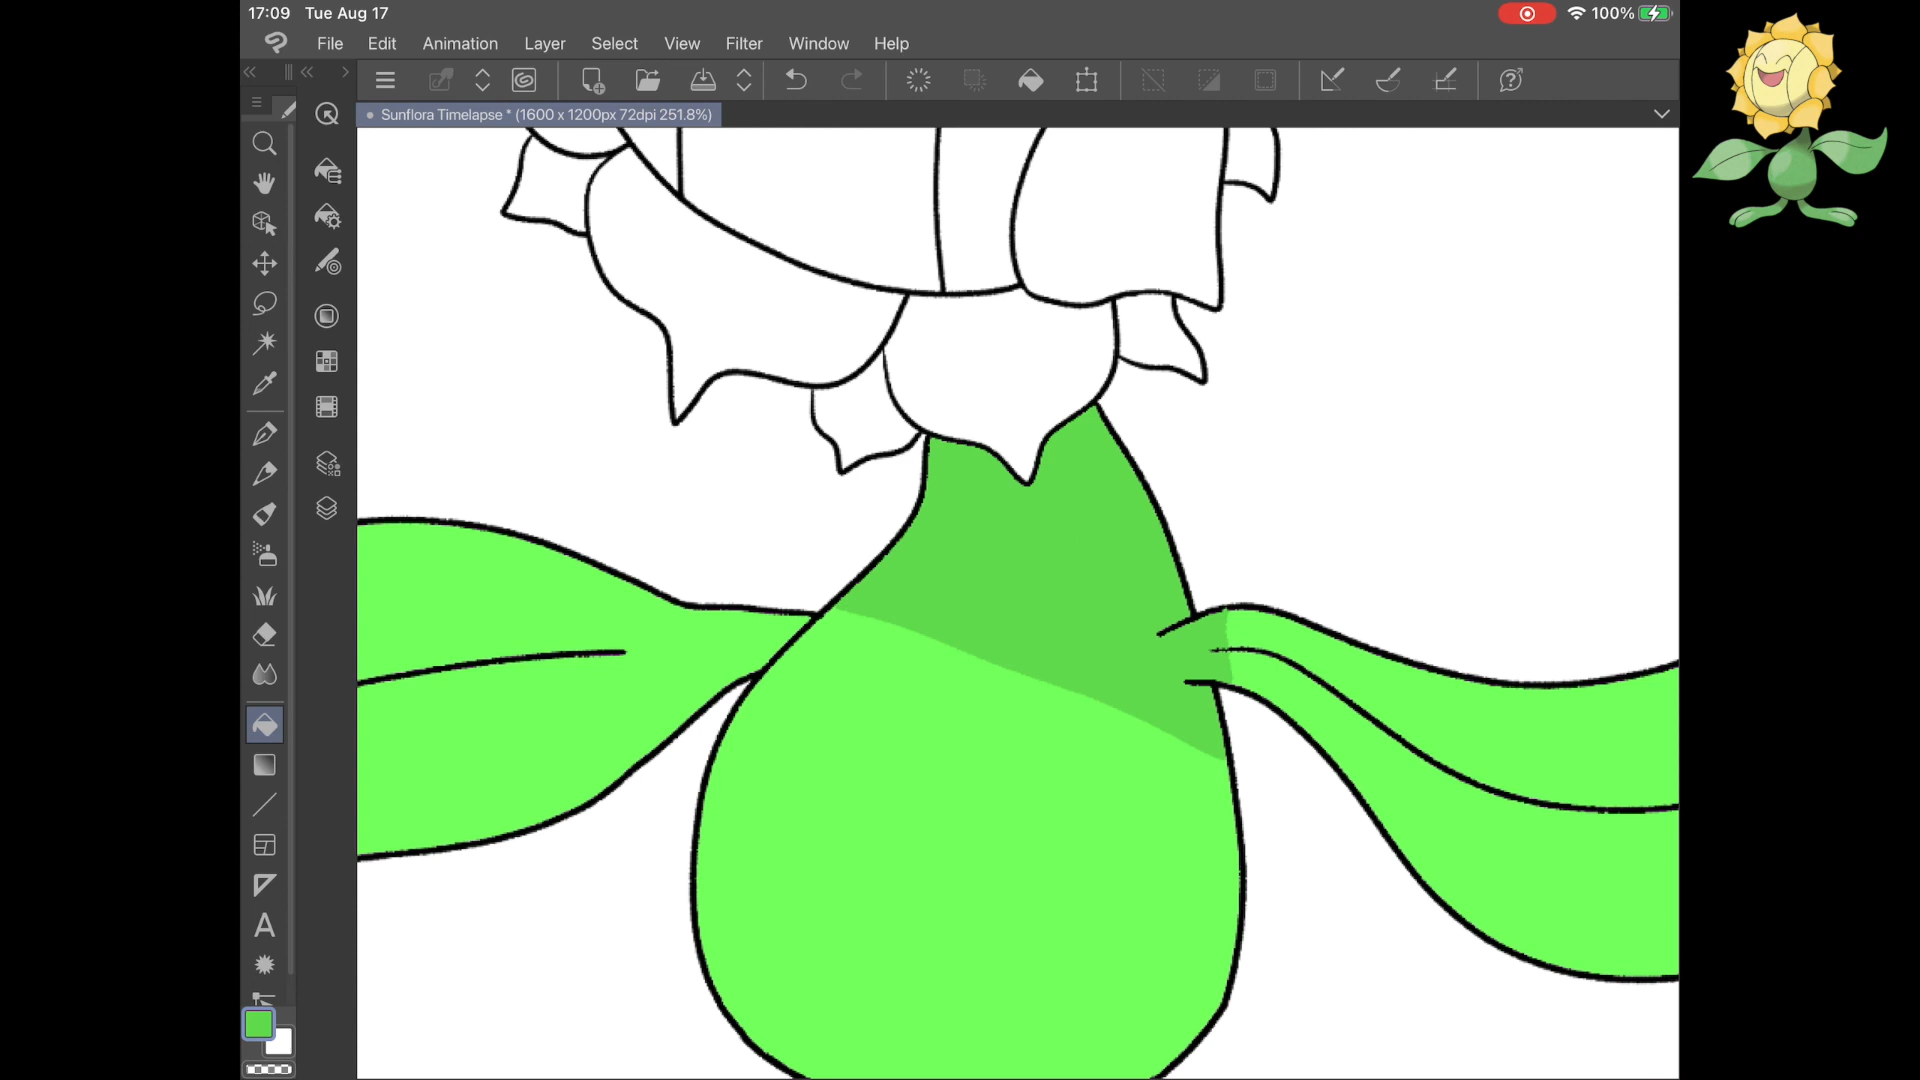 17:09 Tue Aug 17
100%
File Edit Animation Layer Select View Filter Window Help
Sunflora Timelapse * (1600 x 1200px 72dpi 251.8%)
A